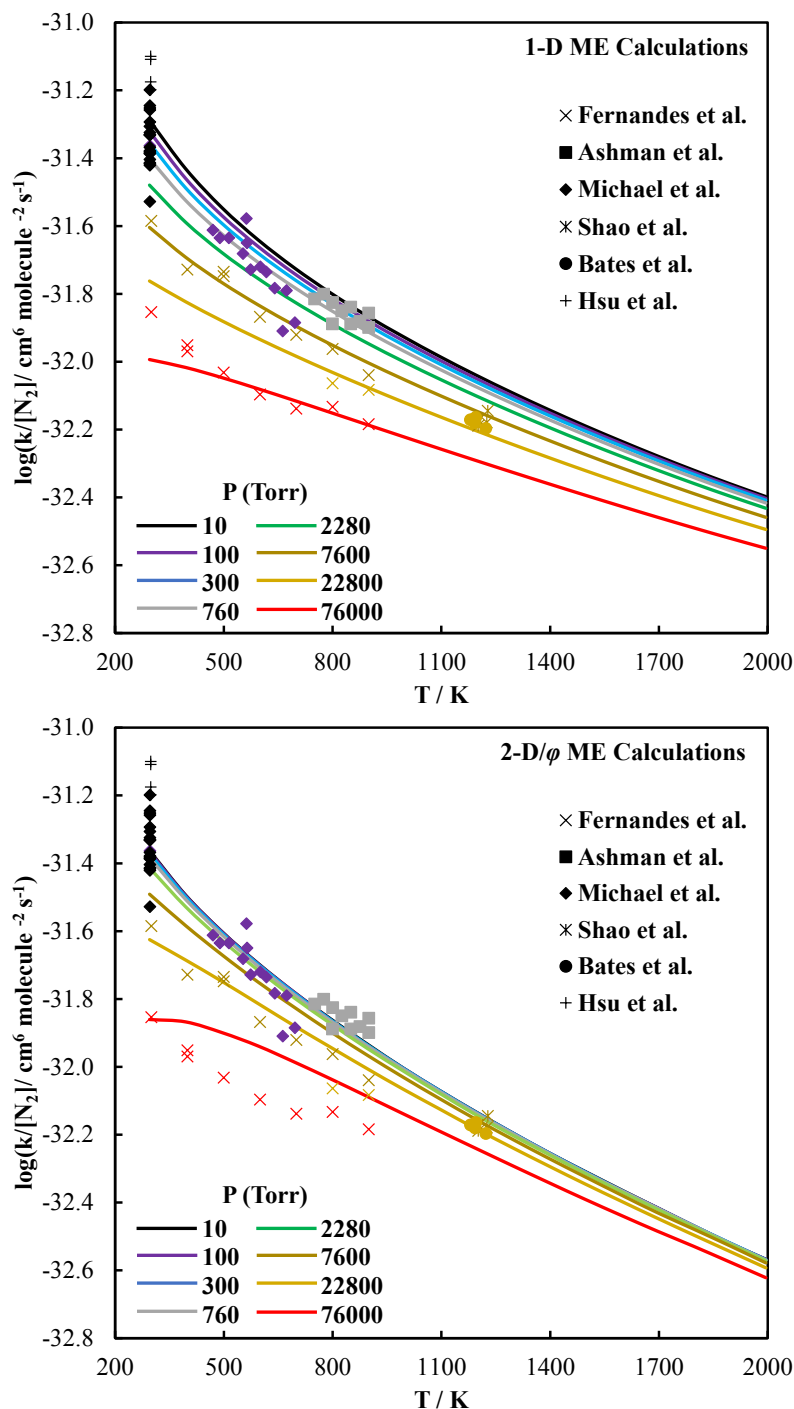 1-D ME Calculations
Fernandes et al.
Ashman et al.
Michael et al.
Shao et al.
Bates et al.
Hsu et al.
log(k/[N₂]/ cm⁶ molecule ⁻² s⁻¹)
-31.0
-31.2
-31.4
-31.6
-31.8
-32.0
-32.2
-32.4
-32.6
-32.8
P (Torr)
10 2280
100 7600
300 22800
760 76000
200 500 800 1100 1400 1700 2000
T / K
2-D/φ ME Calculations
Fernandes et al.
Ashman et al.
Michael et al.
Shao et al.
Bates et al.
Hsu et al.
log(k/[N₂]/ cm⁶ molecule ⁻² s⁻¹)
-31.0
-31.2
-31.4
-31.6
-31.8
-32.0
-32.2
-32.4
-32.6
-32.8
P (Torr)
10 2280
100 7600
300 22800
760 76000
200 500 800 1100 1400 1700 2000
T / K